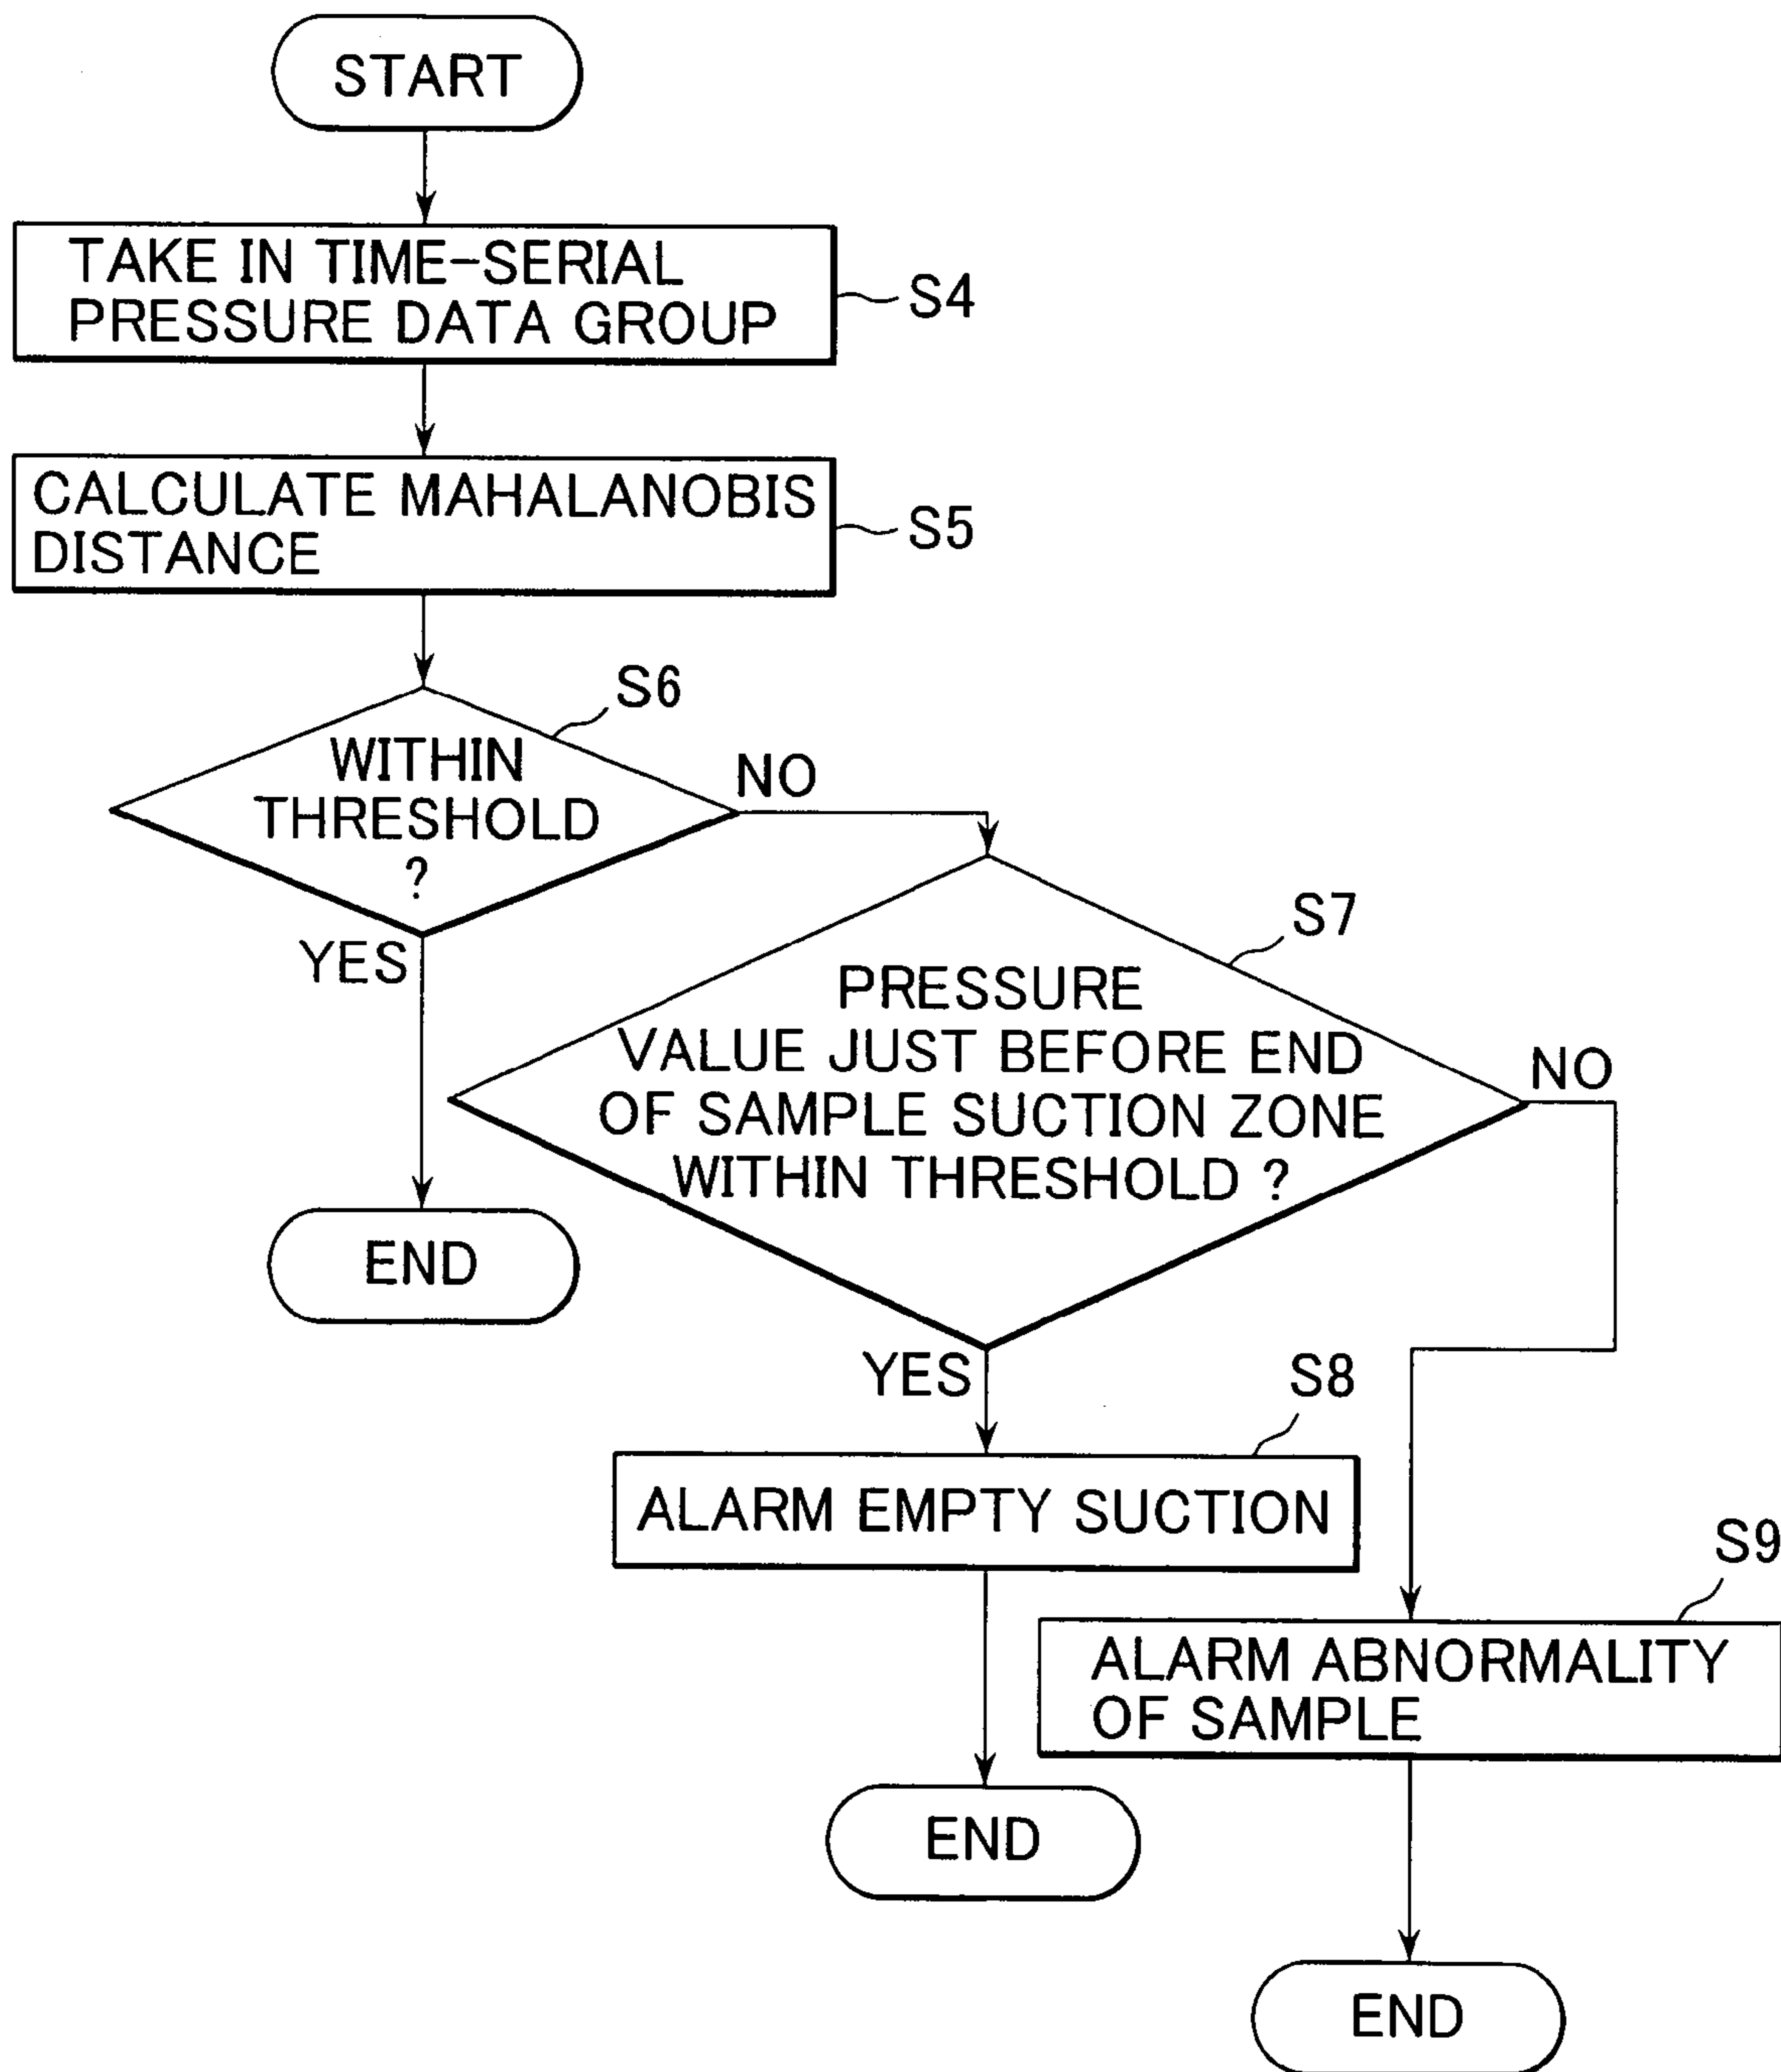 START
TAKE IN TIME-SERIAL
PRESSURE DATA GROUP
S4
CALCULATE MAHALANOBIS
DISTANCE
S5
S6
WITHIN
THRESHOLD
?
NO
YES
END
S7
PRESSURE
VALUE JUST BEFORE END
OF SAMPLE SUCTION ZONE
WITHIN THRESHOLD ?
NO
YES
S8
ALARM EMPTY SUCTION
END
S9
ALARM ABNORMALITY
OF SAMPLE
END